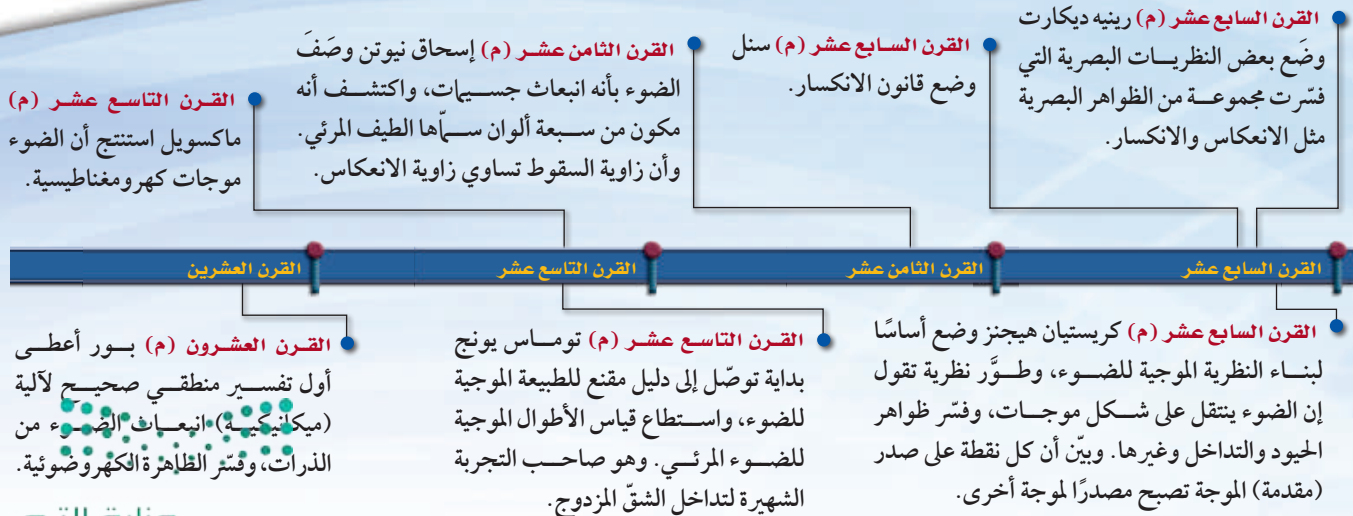 القرن السابع عشر (م) رينيه ديكارت
وضَع بعض النظريات البصرية التي
فسّرت مجموعة من الظواهر البصرية
مثل الانعكاس والانكسار.
القرن السابع عشر (م) سنل
وضع قانون الانكسار.
القرن الثامن عشر (م) إسحاق نيوتن وصَفَ
الضوء بأنه انبعاث جسيمات، واكتشف أنه
مكون من سبعة ألوان سمّاها الطيف المرئي.
وأن زاوية السقوط تساوي زاوية الانعكاس.
القرن التاسع عشر (م)
ماكسويل استنتج أن الضوء
موجات كهرومغناطيسية.
القرن السابع عشر
القرن الثامن عشر
القرن التاسع عشر
القرن العشرين
القرن السابع عشر (م) كريستيان هيجنز وضع أساسًا
لبناء النظرية الموجية للضوء، وطوَّر نظرية تقول
إن الضوء ينتقل على شكل موجات، وفسّر ظواهر
الحيود والتداخل وغيرها. وبيّن أن كل نقطة على صدر
(مقدمة) الموجة تصبح مصدرًا لموجة أخرى.
القرن التاسع عشر (م) توماس يونج
بداية توصّل إلى دليل مقنع للطبيعة الموجية
للضوء، واستطاع قياس الأطوال الموجية
للضوء المرئي. وهو صاحب التجربة
الشهيرة لتداخل الشقّ المزدوج.
القرن العشرون (م) بور أعطى
أول تفسير منطقي صحيح لآلية
(ميكانيكية) انبعاث الضوء من
الذرات، وفسّر الظاهرة الكهروضوئية.